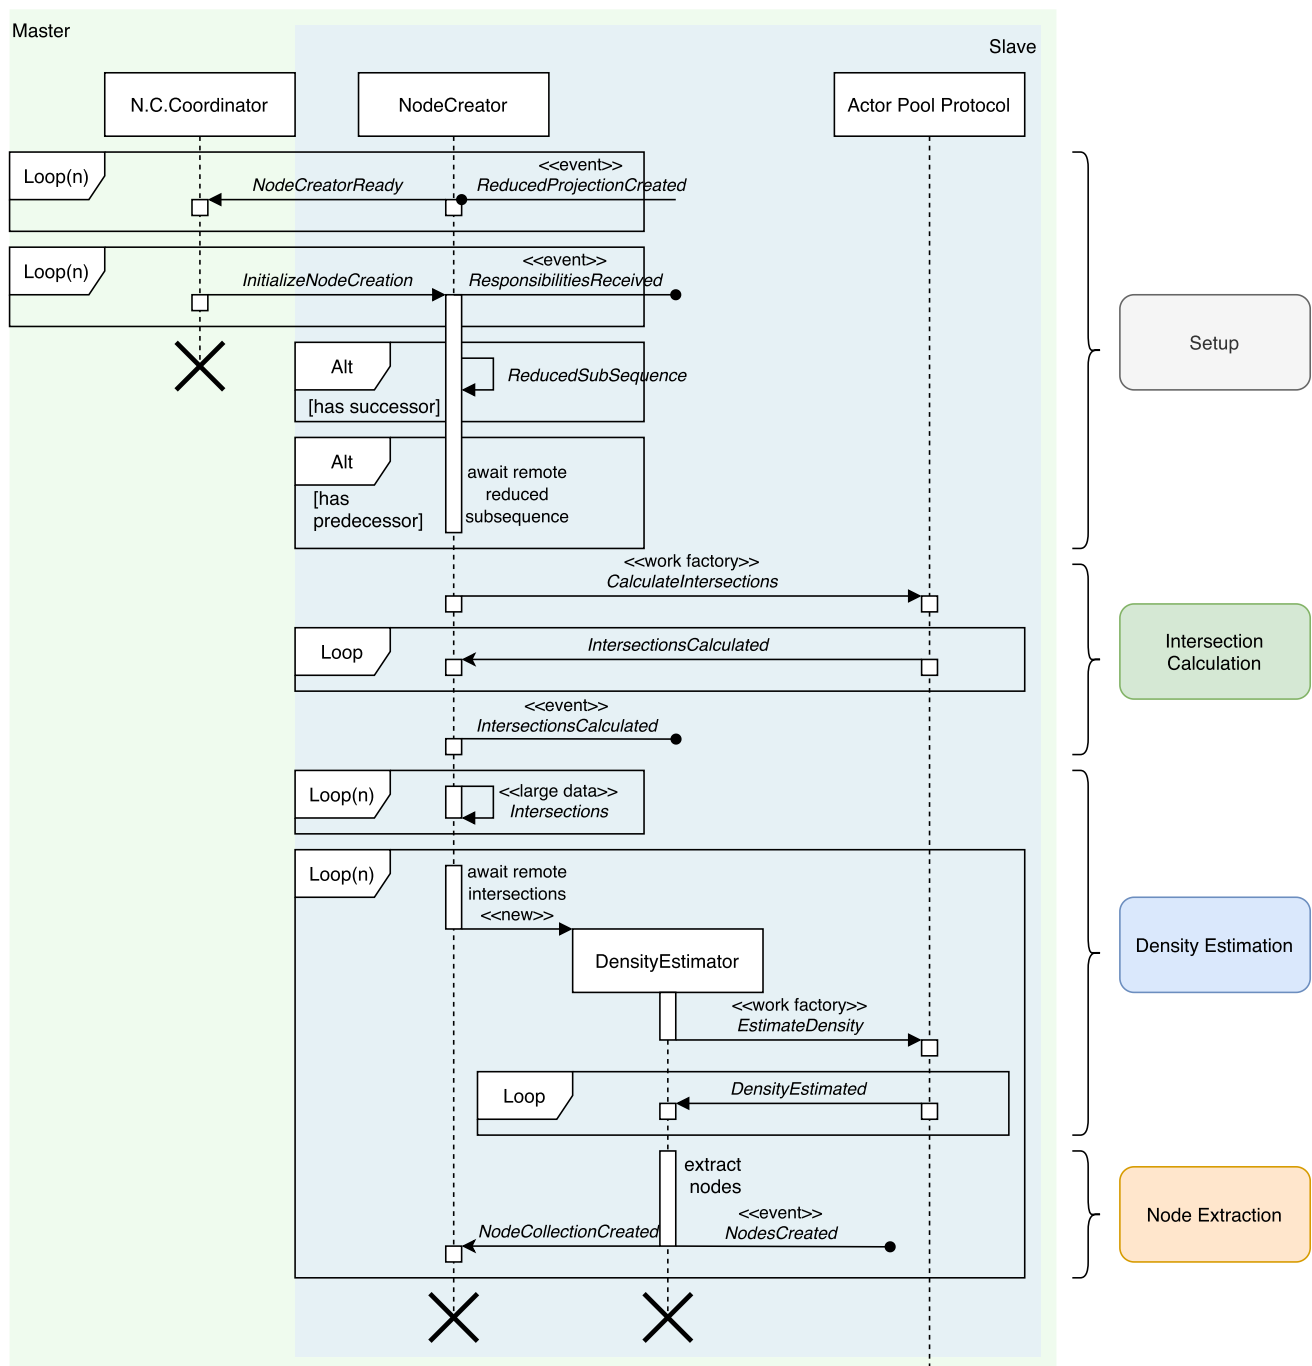 Master
Slave
N.C.Coordinator
NodeCreator
Actor Pool Protocol
Loop(n)
NodeCreatorReady
<<event>>
ReducedProjectionCreated
Loop(n)
InitializeNodeCreation
<<event>>
ResponsibilitiesReceived
Setup
Alt
ReducedSubSequence
[has successor]
Alt
[has
predecessor]
await remote
reduced
subsequence
<<work factory>>
CalculateIntersections
Loop
IntersectionsCalculated
Intersection
Calculation
<<event>>
IntersectionsCalculated
Loop(n)
<<large data>>
Intersections
Loop(n)
await remote
intersections
<<new>>
DensityEstimator
Density Estimation
<<work factory>>
EstimateDensity
Loop
DensityEstimated
extract
nodes
NodeCollectionCreated
<<event>>
NodesCreated
Node Extraction